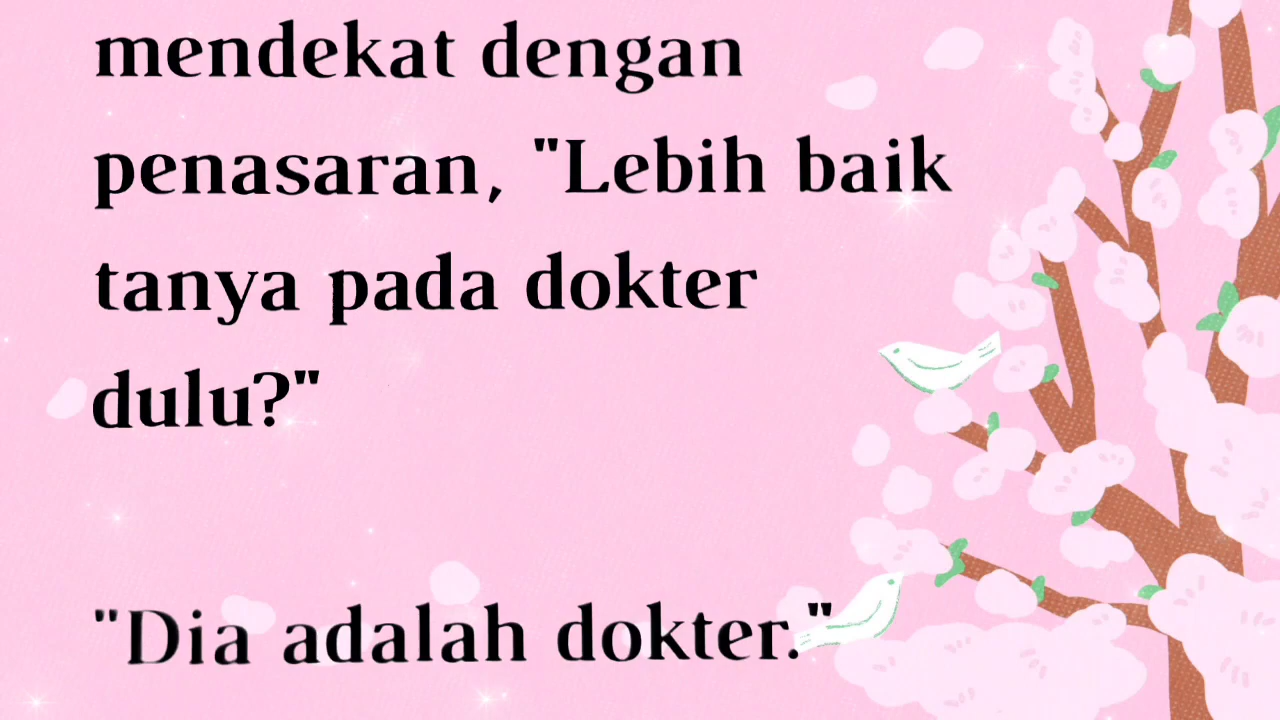 mendekat dengan
penasaran, "Lebih baik
tanya pada dokter
dulu?"
"Dia adalah dokter."